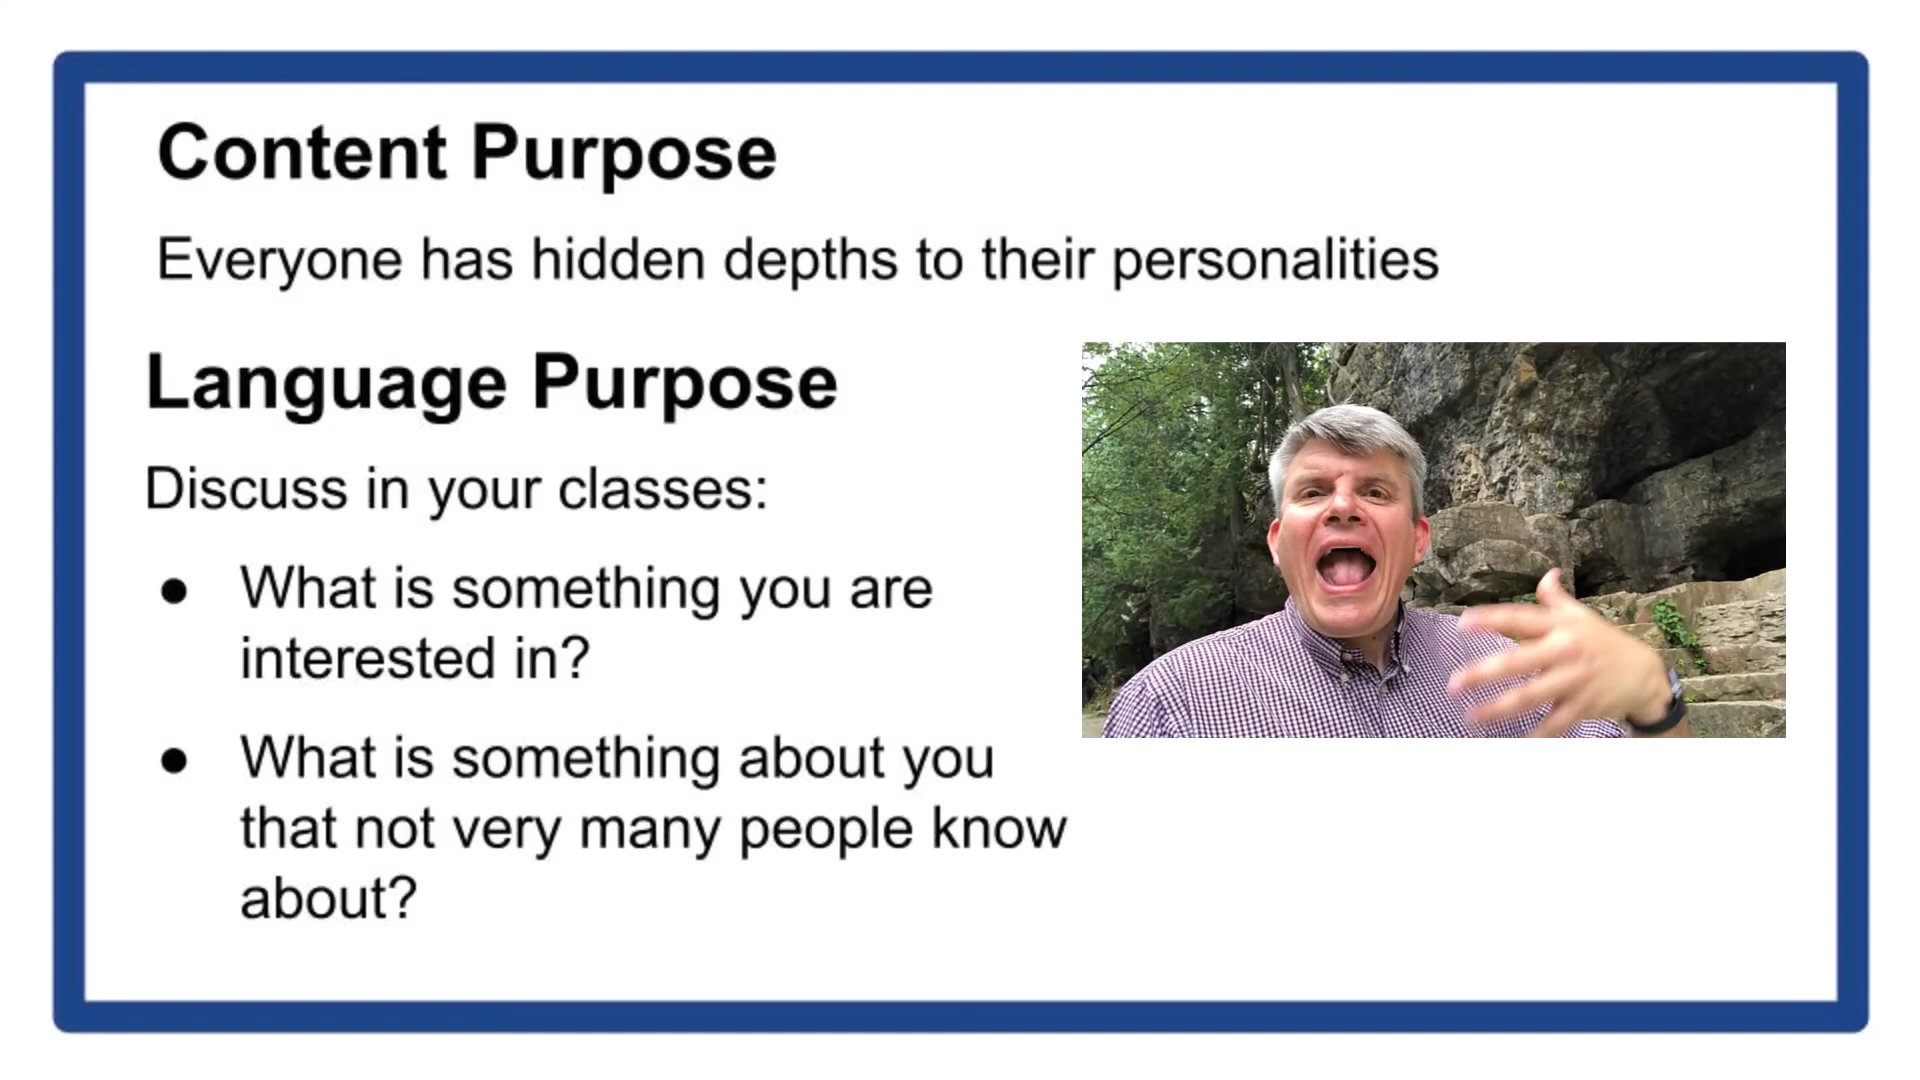 Content Purpose
Everyone has hidden depths to their personalities
Language Purpose
Discuss in your classes:
● What is something you are
interested in?
● What is something about you
that not very many people know
about?